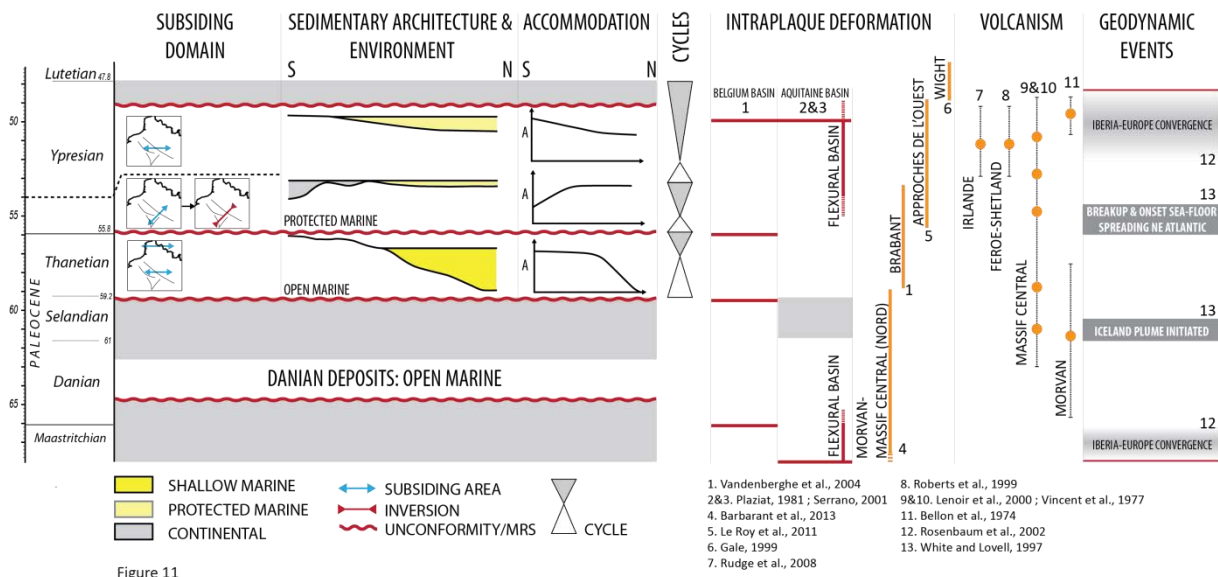 SUBSIDING
DOMAIN
SEDIMENTARY ARCHITECTURE &
ENVIRONMENT
ACCOMMODATION
CYCLES
INTRAPLAQUE DEFORMATION
VOLCANISM
GEODYNAMIC
EVENTS
S N
S N
Lutetian 47.8
50
Ypresian
55
55.8
Thanetian
59.2
60
Selandian
61
PALEOCENE
Danian
65
Maastritchian
A
A
A
PROTECTED MARINE
OPEN MARINE
DANIAN DEPOSITS: OPEN MARINE
BELGIUM BASIN
1
AQUITAINE BASIN
2&3
FLEXURAL BASIN
FLEXURAL BASIN
MORVAN-
MASSIF CENTRAL (NORD)
4
BRABANT
1
APPROCHES DE L'OUEST
5
WIGHT
6
7
IRLANDE
8
FEROE-SHETLAND
9&10
MASSIF CENTRAL
11
MORVAN
IBERIA-EUROPE CONVERGENCE
12
13
BREAKUP & ONSET SEA-FLOOR
SPREADING NE ATLANTIC
13
ICELAND PLUME INITIATED
12
IBERIA-EUROPE CONVERGENCE
SHALLOW MARINE
PROTECTED MARINE
CONTINENTAL
SUBSIDING AREA
INVERSION
UNCONFORMITY/MRS
CYCLE
1. Vandenberghe et al., 2004
2&3. Plaziat, 1981 ; Serrano, 2001
4. Barbarant et al., 2013
5. Le Roy et al., 2011
6. Gale, 1999
7. Rudge et al., 2008
8. Roberts et al., 1999
9&10. Lenoir et al., 2000 ; Vincent et al., 1977
11. Bellon et al., 1974
12. Rosenbaum et al., 2002
13. White and Lovell, 1997
Figure 11